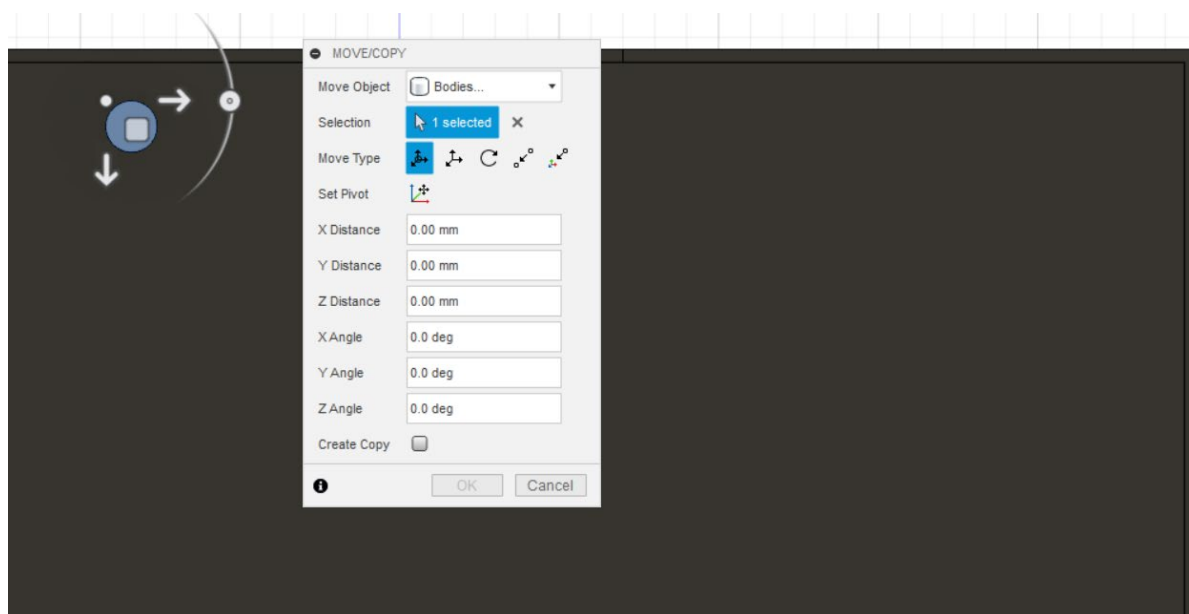 MOVE/COPY
Move Object Bodies...
Selection 1 selected
Move Type
Set Pivot
X Distance 0.00 mm
Y Distance 0.00 mm
Z Distance 0.00 mm
X Angle 0.0 deg
Y Angle 0.0 deg
Z Angle 0.0 deg
Create Copy
OK Cancel